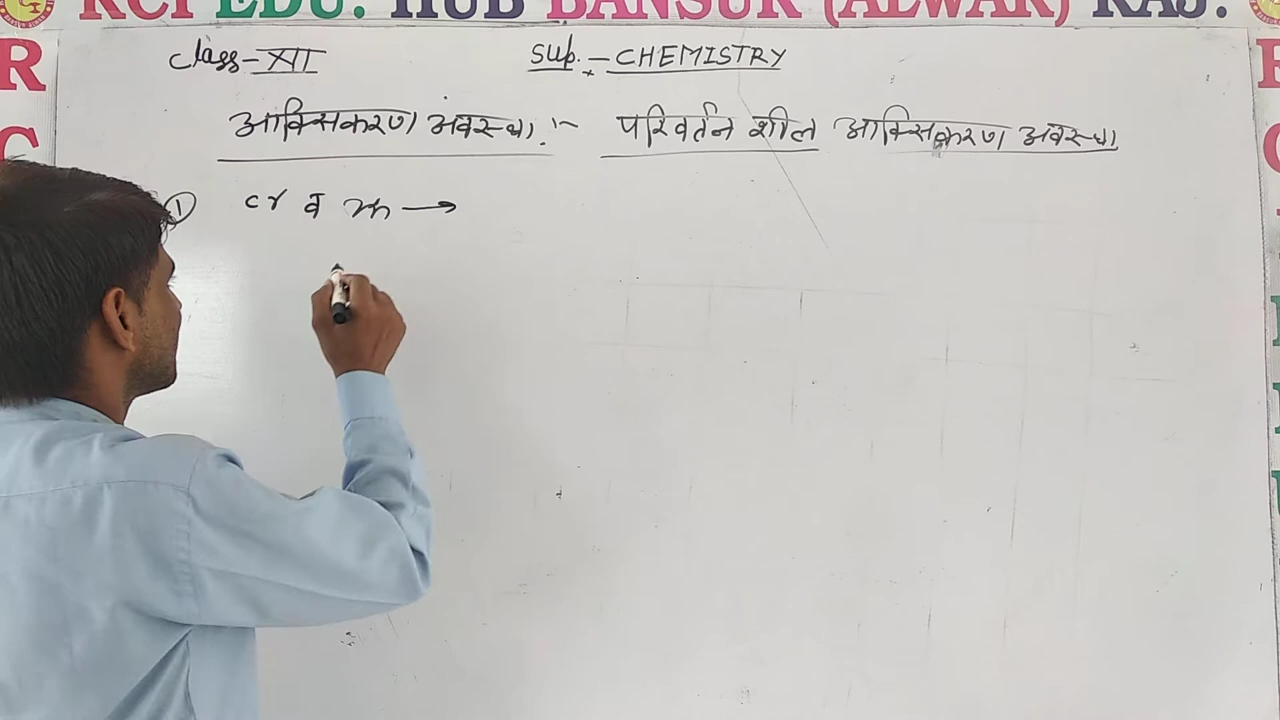 KCI EDU. HUB BANSUR (ALWAR) RAJ.
R
C
Class-XII Sup.- CHEMISTRY
आक्सिकरण अवस्था :- परिवर्तन शील आक्सिकरण अवस्था
① cr व mn →